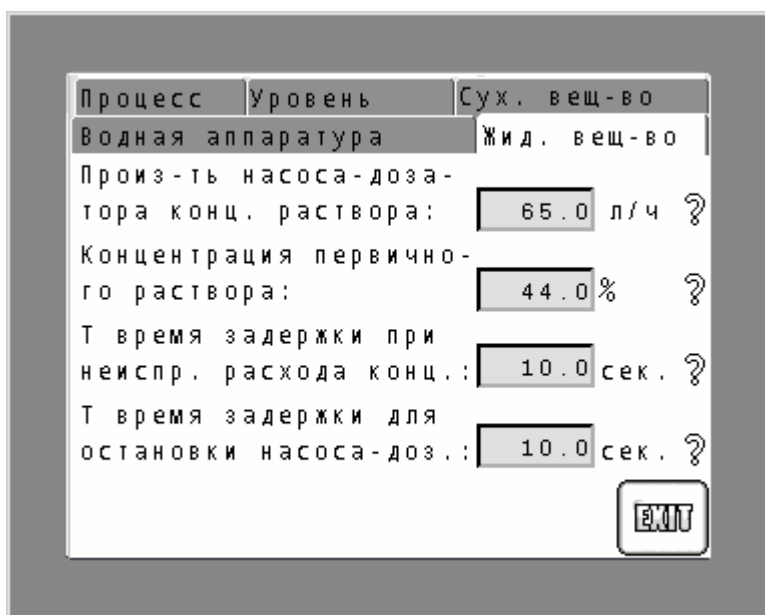 Процесс Уровень Сух. вещ-во
Водная аппаратура Жид. вещ-во
Произ-ть насоса-доза-
тора конц. раствора: 65.0 л/ч ?
Концентрация первично-
го раствора: 44.0 % ?
Т время задержки при
неиспр. расхода конц.: 10.0 сек. ?
Т время задержки для
остановки насоса-доз.: 10.0 сек. ?
EXIT